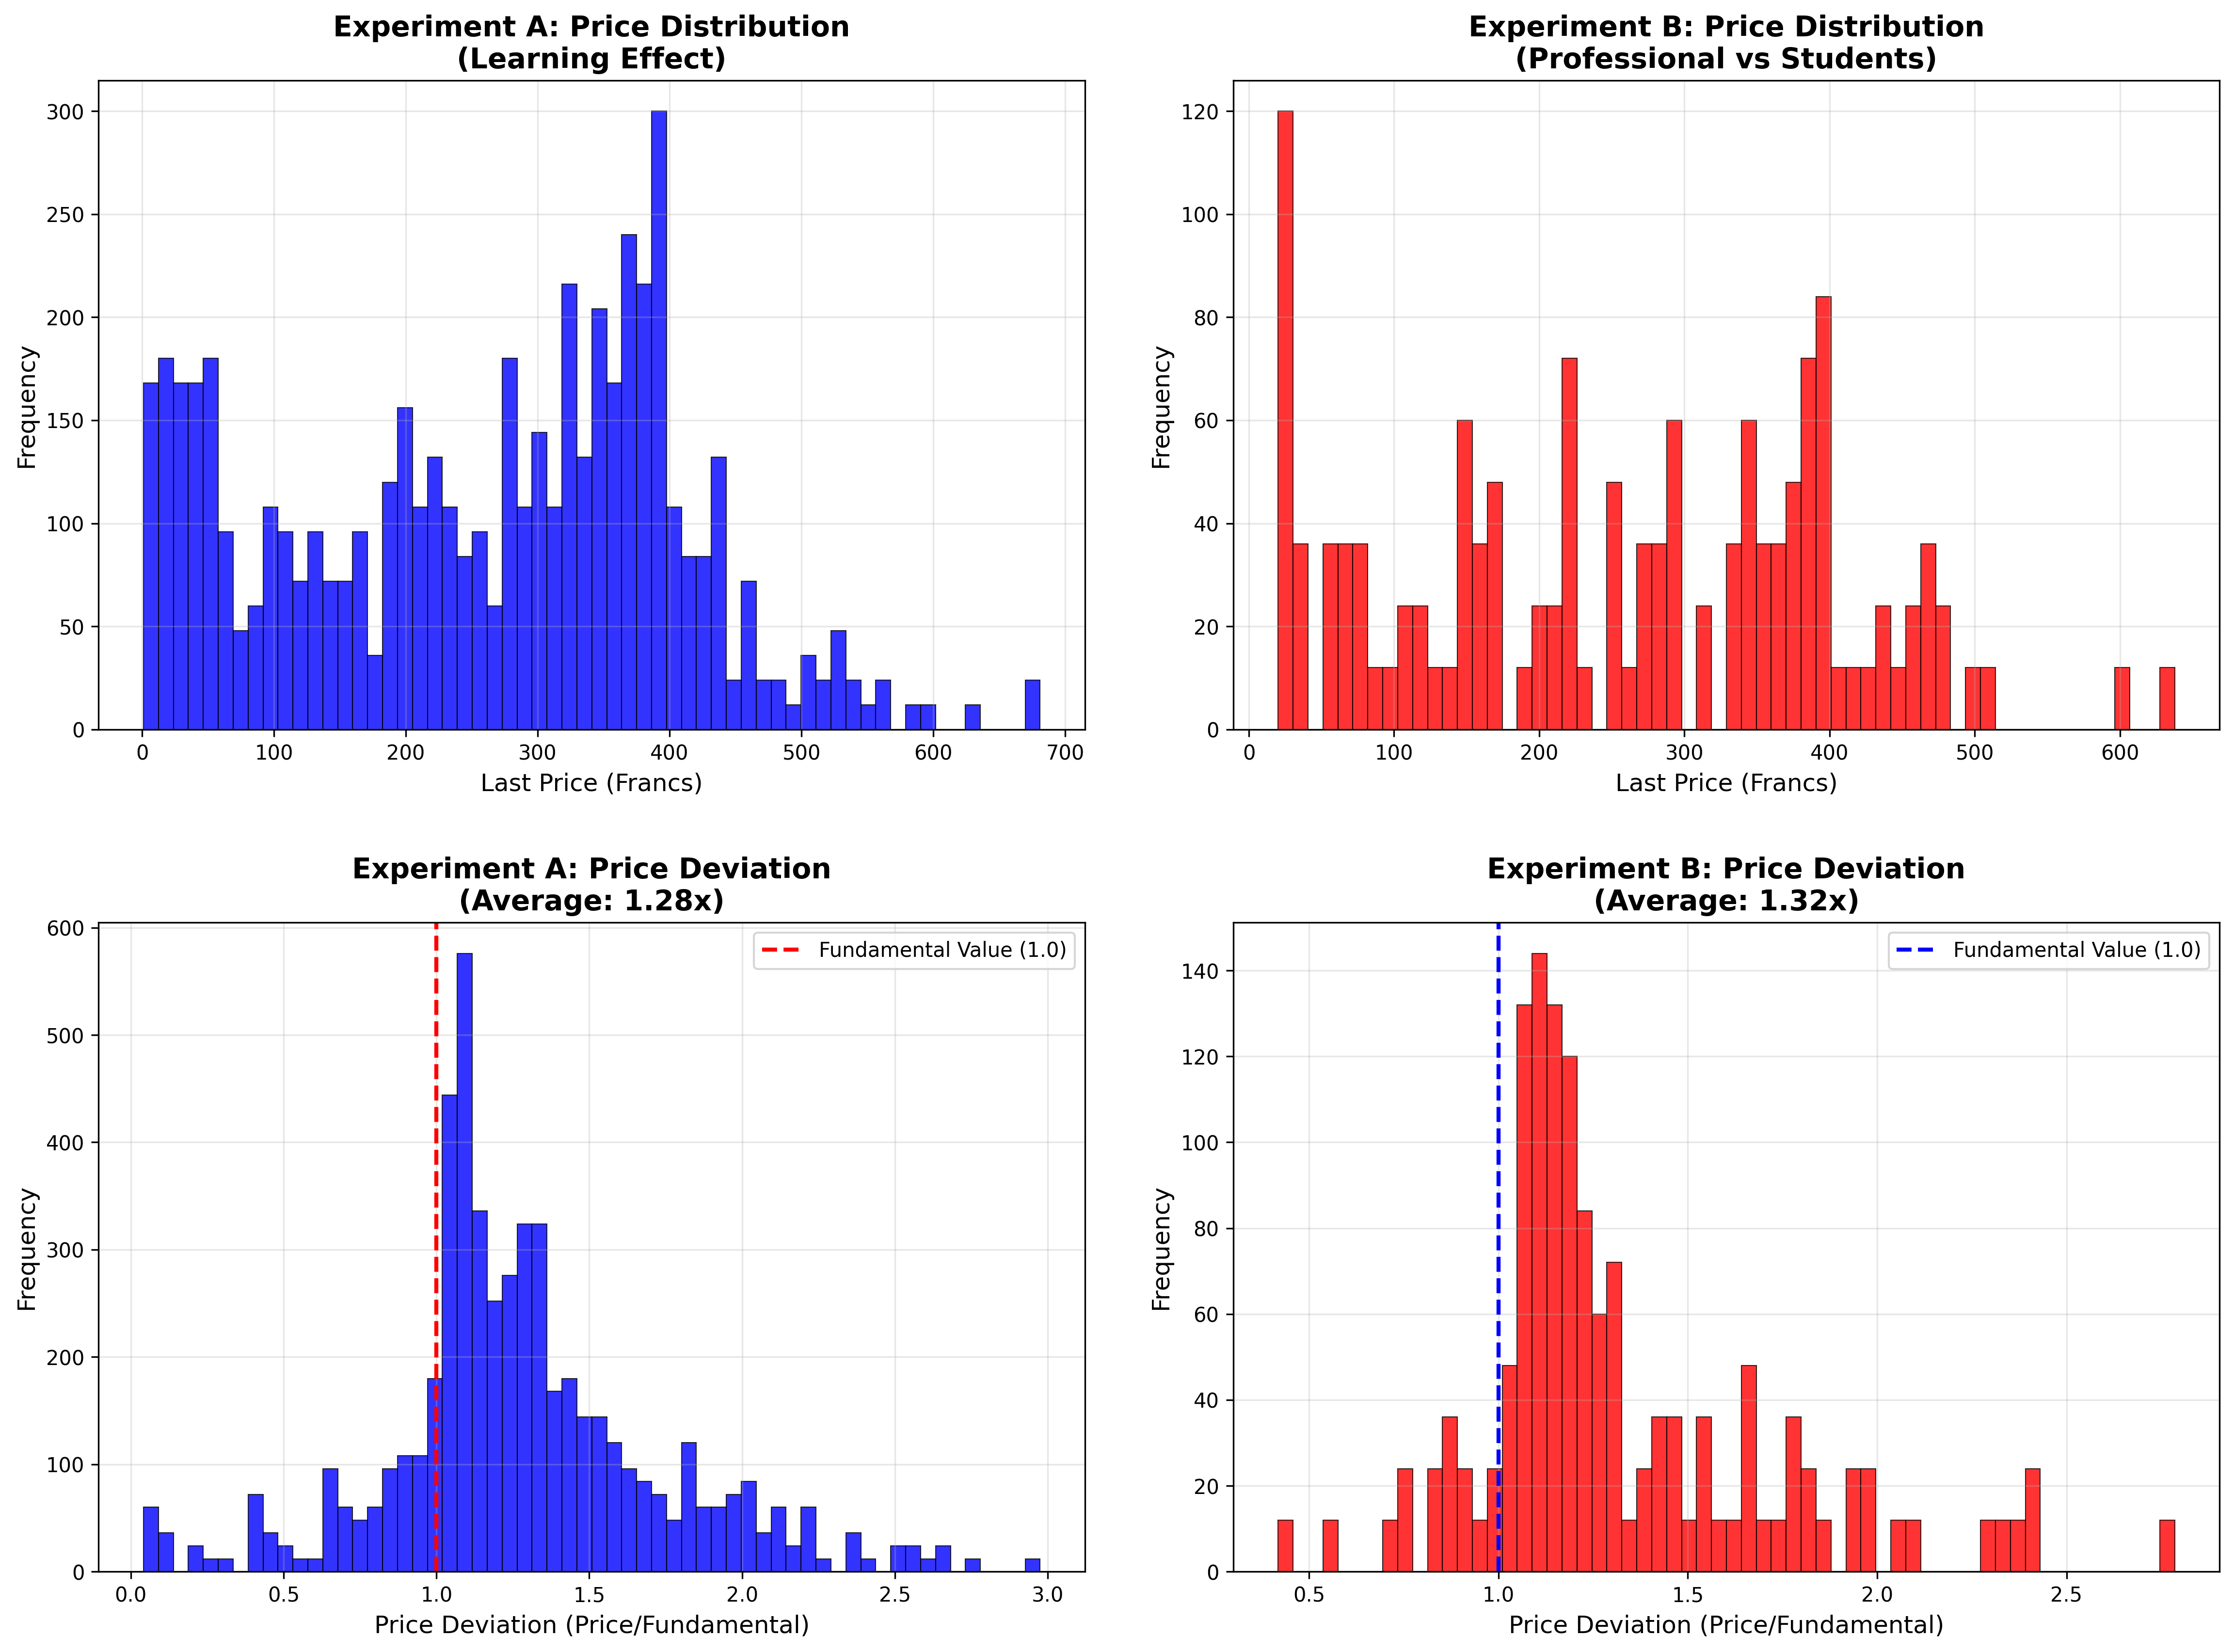 Experiment A: Price Distribution
(Learning Effect)
300
250
200
150
100
50
0
Frequency
0 100 200 300 400 500 600 700
Last Price (Francs)
Experiment B: Price Distribution
(Professional vs Students)
120
100
80
60
40
20
0
Frequency
0 100 200 300 400 500 600
Last Price (Francs)
Experiment A: Price Deviation
(Average: 1.28x)
600
500
400
300
200
100
0
Frequency
Fundamental Value (1.0)
0.0 0.5 1.0 1.5 2.0 2.5 3.0
Price Deviation (Price/Fundamental)
Experiment B: Price Deviation
(Average: 1.32x)
140
120
100
80
60
40
20
0
Frequency
Fundamental Value (1.0)
0.5 1.0 1.5 2.0 2.5
Price Deviation (Price/Fundamental)